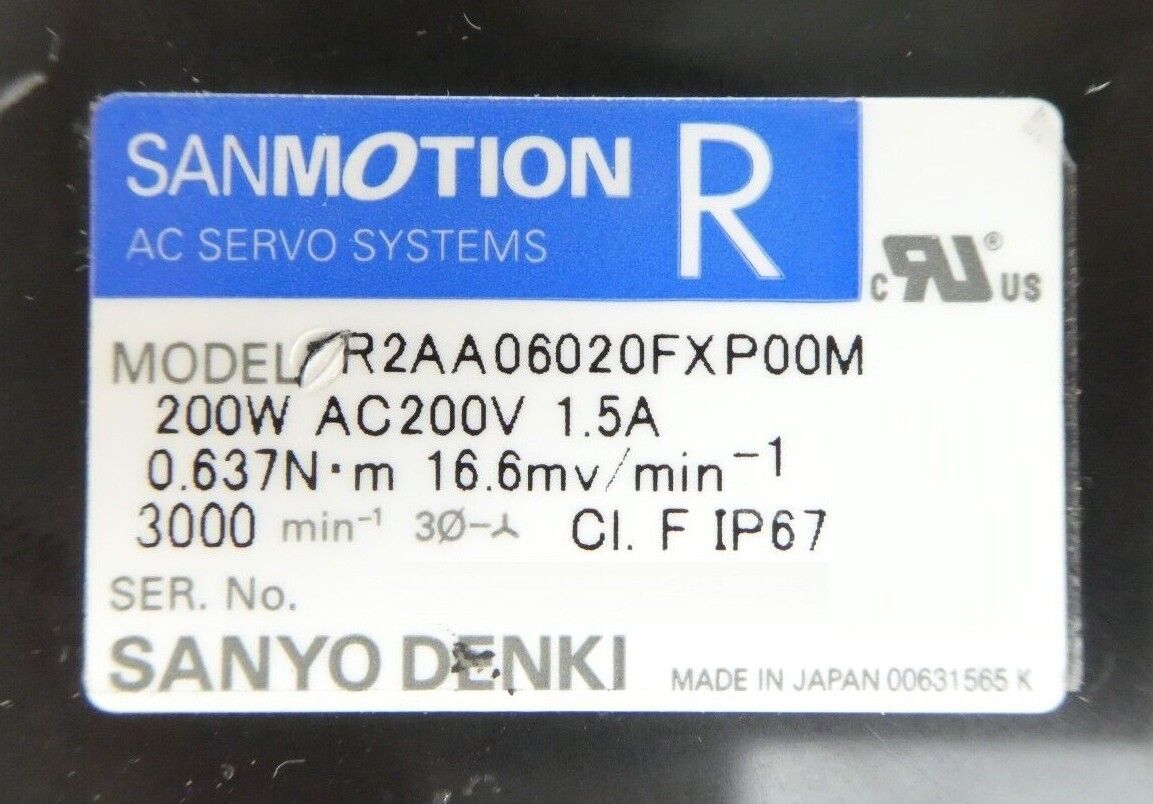 SANMOTION R
AC SERVO SYSTEMS
c RU® US
MODEL R2AA06020FXP00M
200W AC200V 1.5A
0.637N·m 16.6mv/min⁻¹
3000 min⁻¹ 3Ø-⅄ Cl. F IP67
SER. No.
SANYO DENKI MADE IN JAPAN 00631565 K